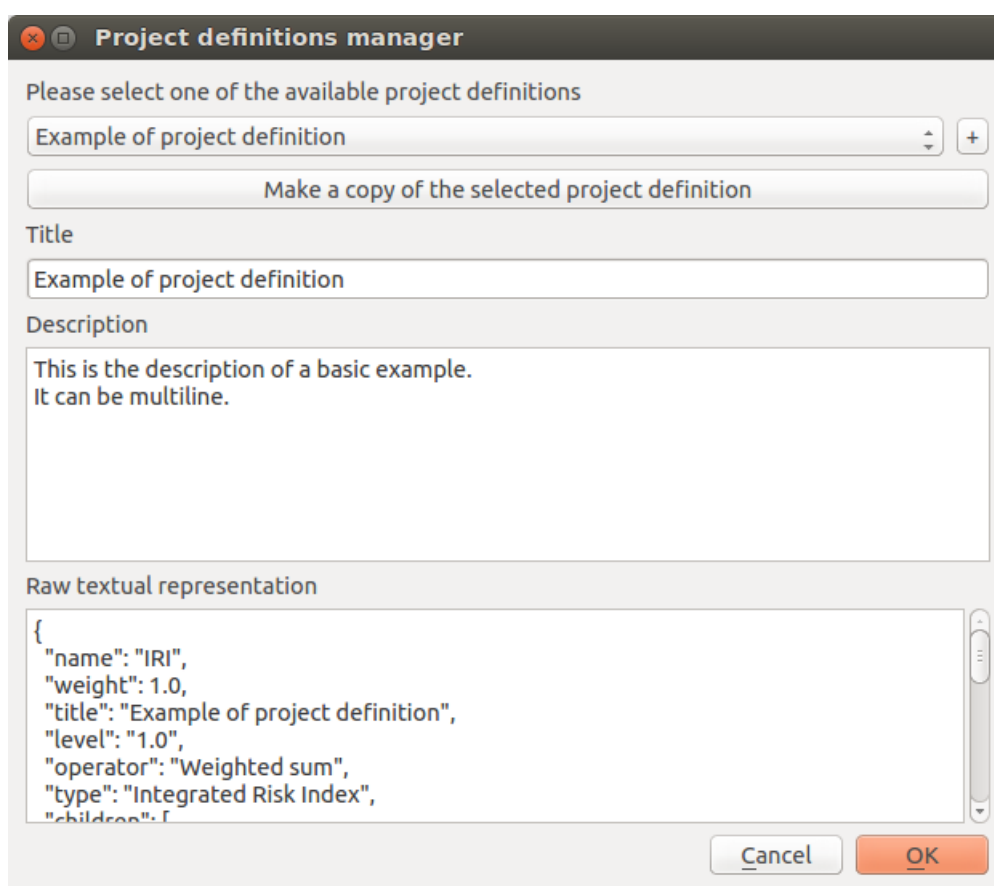 Project definitions manager
Please select one of the available project definitions
Example of project definition
+
Make a copy of the selected project definition
Title
Example of project definition
Description
This is the description of a basic example.
It can be multiline.
Raw textual representation
{
"name": "IRI",
"weight": 1.0,
"title": "Example of project definition",
"level": "1.0",
"operator": "Weighted sum",
"type": "Integrated Risk Index",
"children": [
Cancel OK